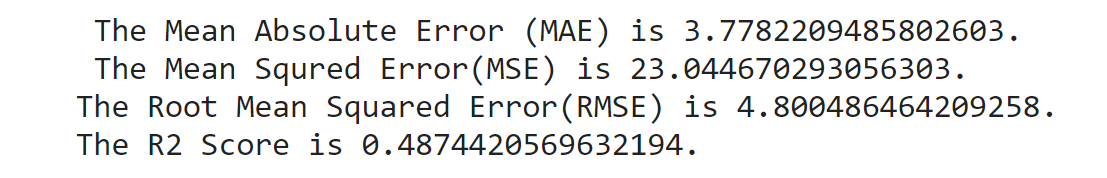 The Mean Absolute Error (MAE) is 3.7782209485802603.
The Mean Squred Error(MSE) is 23.044670293056303.
The Root Mean Squared Error(RMSE) is 4.800486464209258.
The R2 Score is 0.4874420569632194.